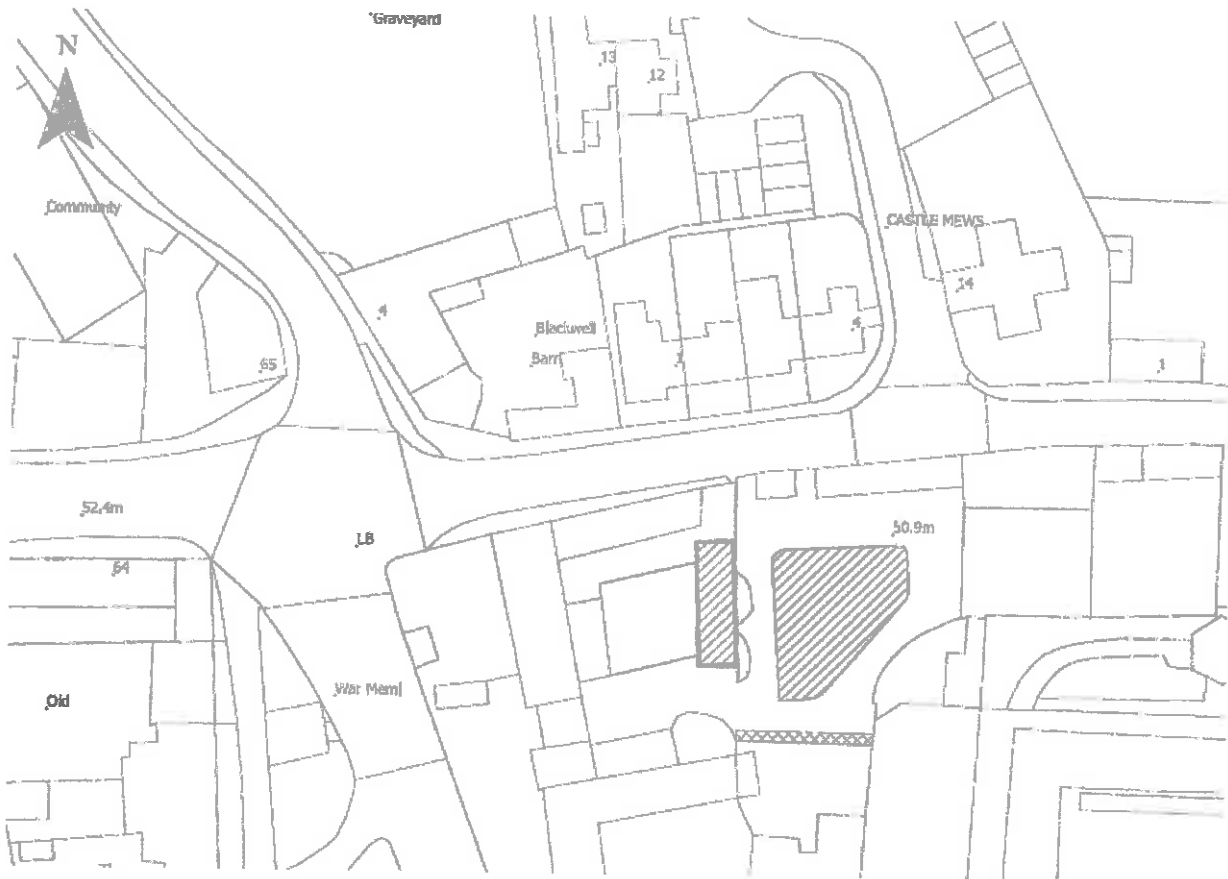 Graveyard
N
13
12
Community
CASTLE MEWS
14
4
Blackwell
Barn
4
1
65
1
52.4m
LB
50.9m
64
War Meml
Old